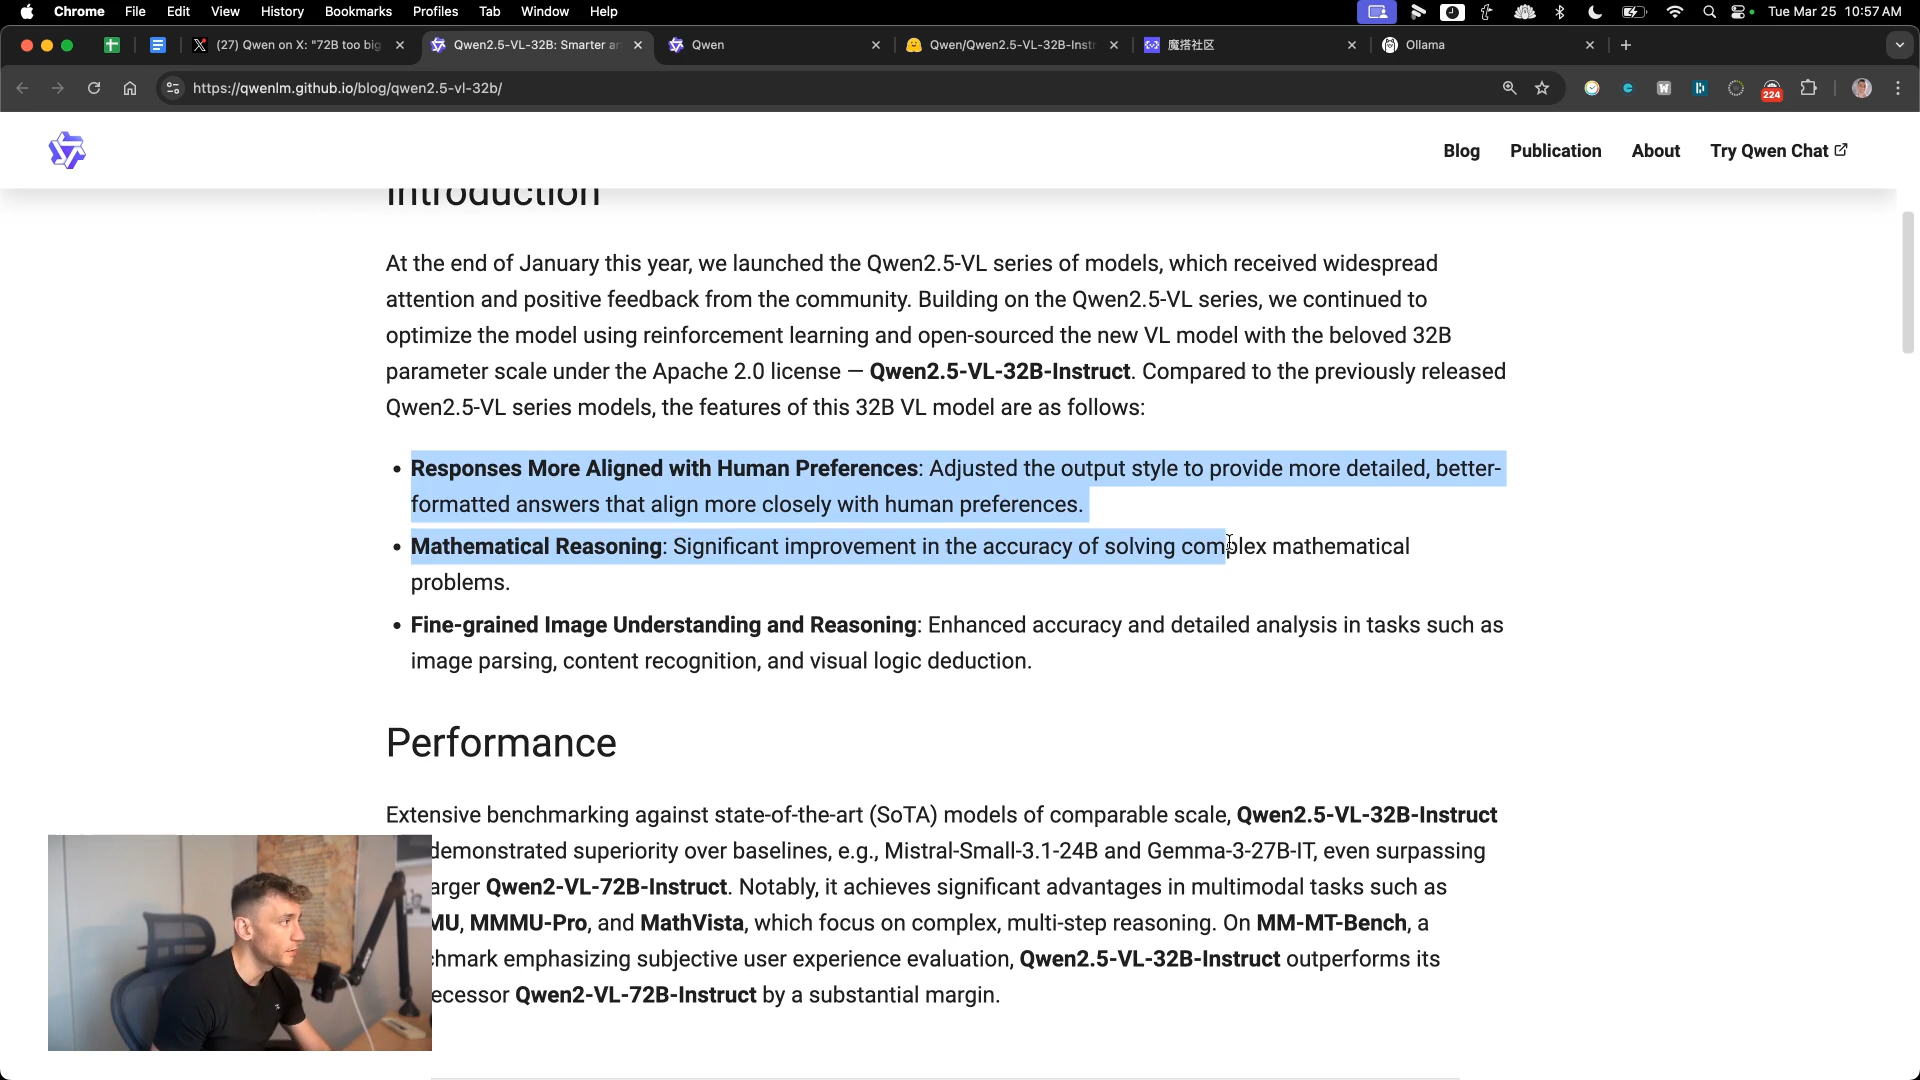 Chrome File Edit View History Bookmarks Profiles Tab Window Help Tue Mar 25 10:57 AM
(27) Qwen on X: "72B too big
Qwen2.5-VL-32B: Smarter an
Qwen
Qwen/Qwen2.5-VL-32B-Instr
魔搭社区
Ollama
https://qwenlm.github.io/blog/qwen2.5-vl-32b/
224
Blog Publication About Try Qwen Chat
Introduction
At the end of January this year, we launched the Qwen2.5-VL series of models, which received widespread
attention and positive feedback from the community. Building on the Qwen2.5-VL series, we continued to
optimize the model using reinforcement learning and open-sourced the new VL model with the beloved 32B
parameter scale under the Apache 2.0 license — Qwen2.5-VL-32B-Instruct. Compared to the previously released
Qwen2.5-VL series models, the features of this 32B VL model are as follows:
• Responses More Aligned with Human Preferences: Adjusted the output style to provide more detailed, better-
formatted answers that align more closely with human preferences.
• Mathematical Reasoning: Significant improvement in the accuracy of solving complex mathematical
problems.
• Fine-grained Image Understanding and Reasoning: Enhanced accuracy and detailed analysis in tasks such as
image parsing, content recognition, and visual logic deduction.
Performance
Extensive benchmarking against state-of-the-art (SoTA) models of comparable scale, Qwen2.5-VL-32B-Instruct
demonstrated superiority over baselines, e.g., Mistral-Small-3.1-24B and Gemma-3-27B-IT, even surpassing
arger Qwen2-VL-72B-Instruct. Notably, it achieves significant advantages in multimodal tasks such as
MU, MMMU-Pro, and MathVista, which focus on complex, multi-step reasoning. On MM-MT-Bench, a
hmark emphasizing subjective user experience evaluation, Qwen2.5-VL-32B-Instruct outperforms its
ecessor Qwen2-VL-72B-Instruct by a substantial margin.